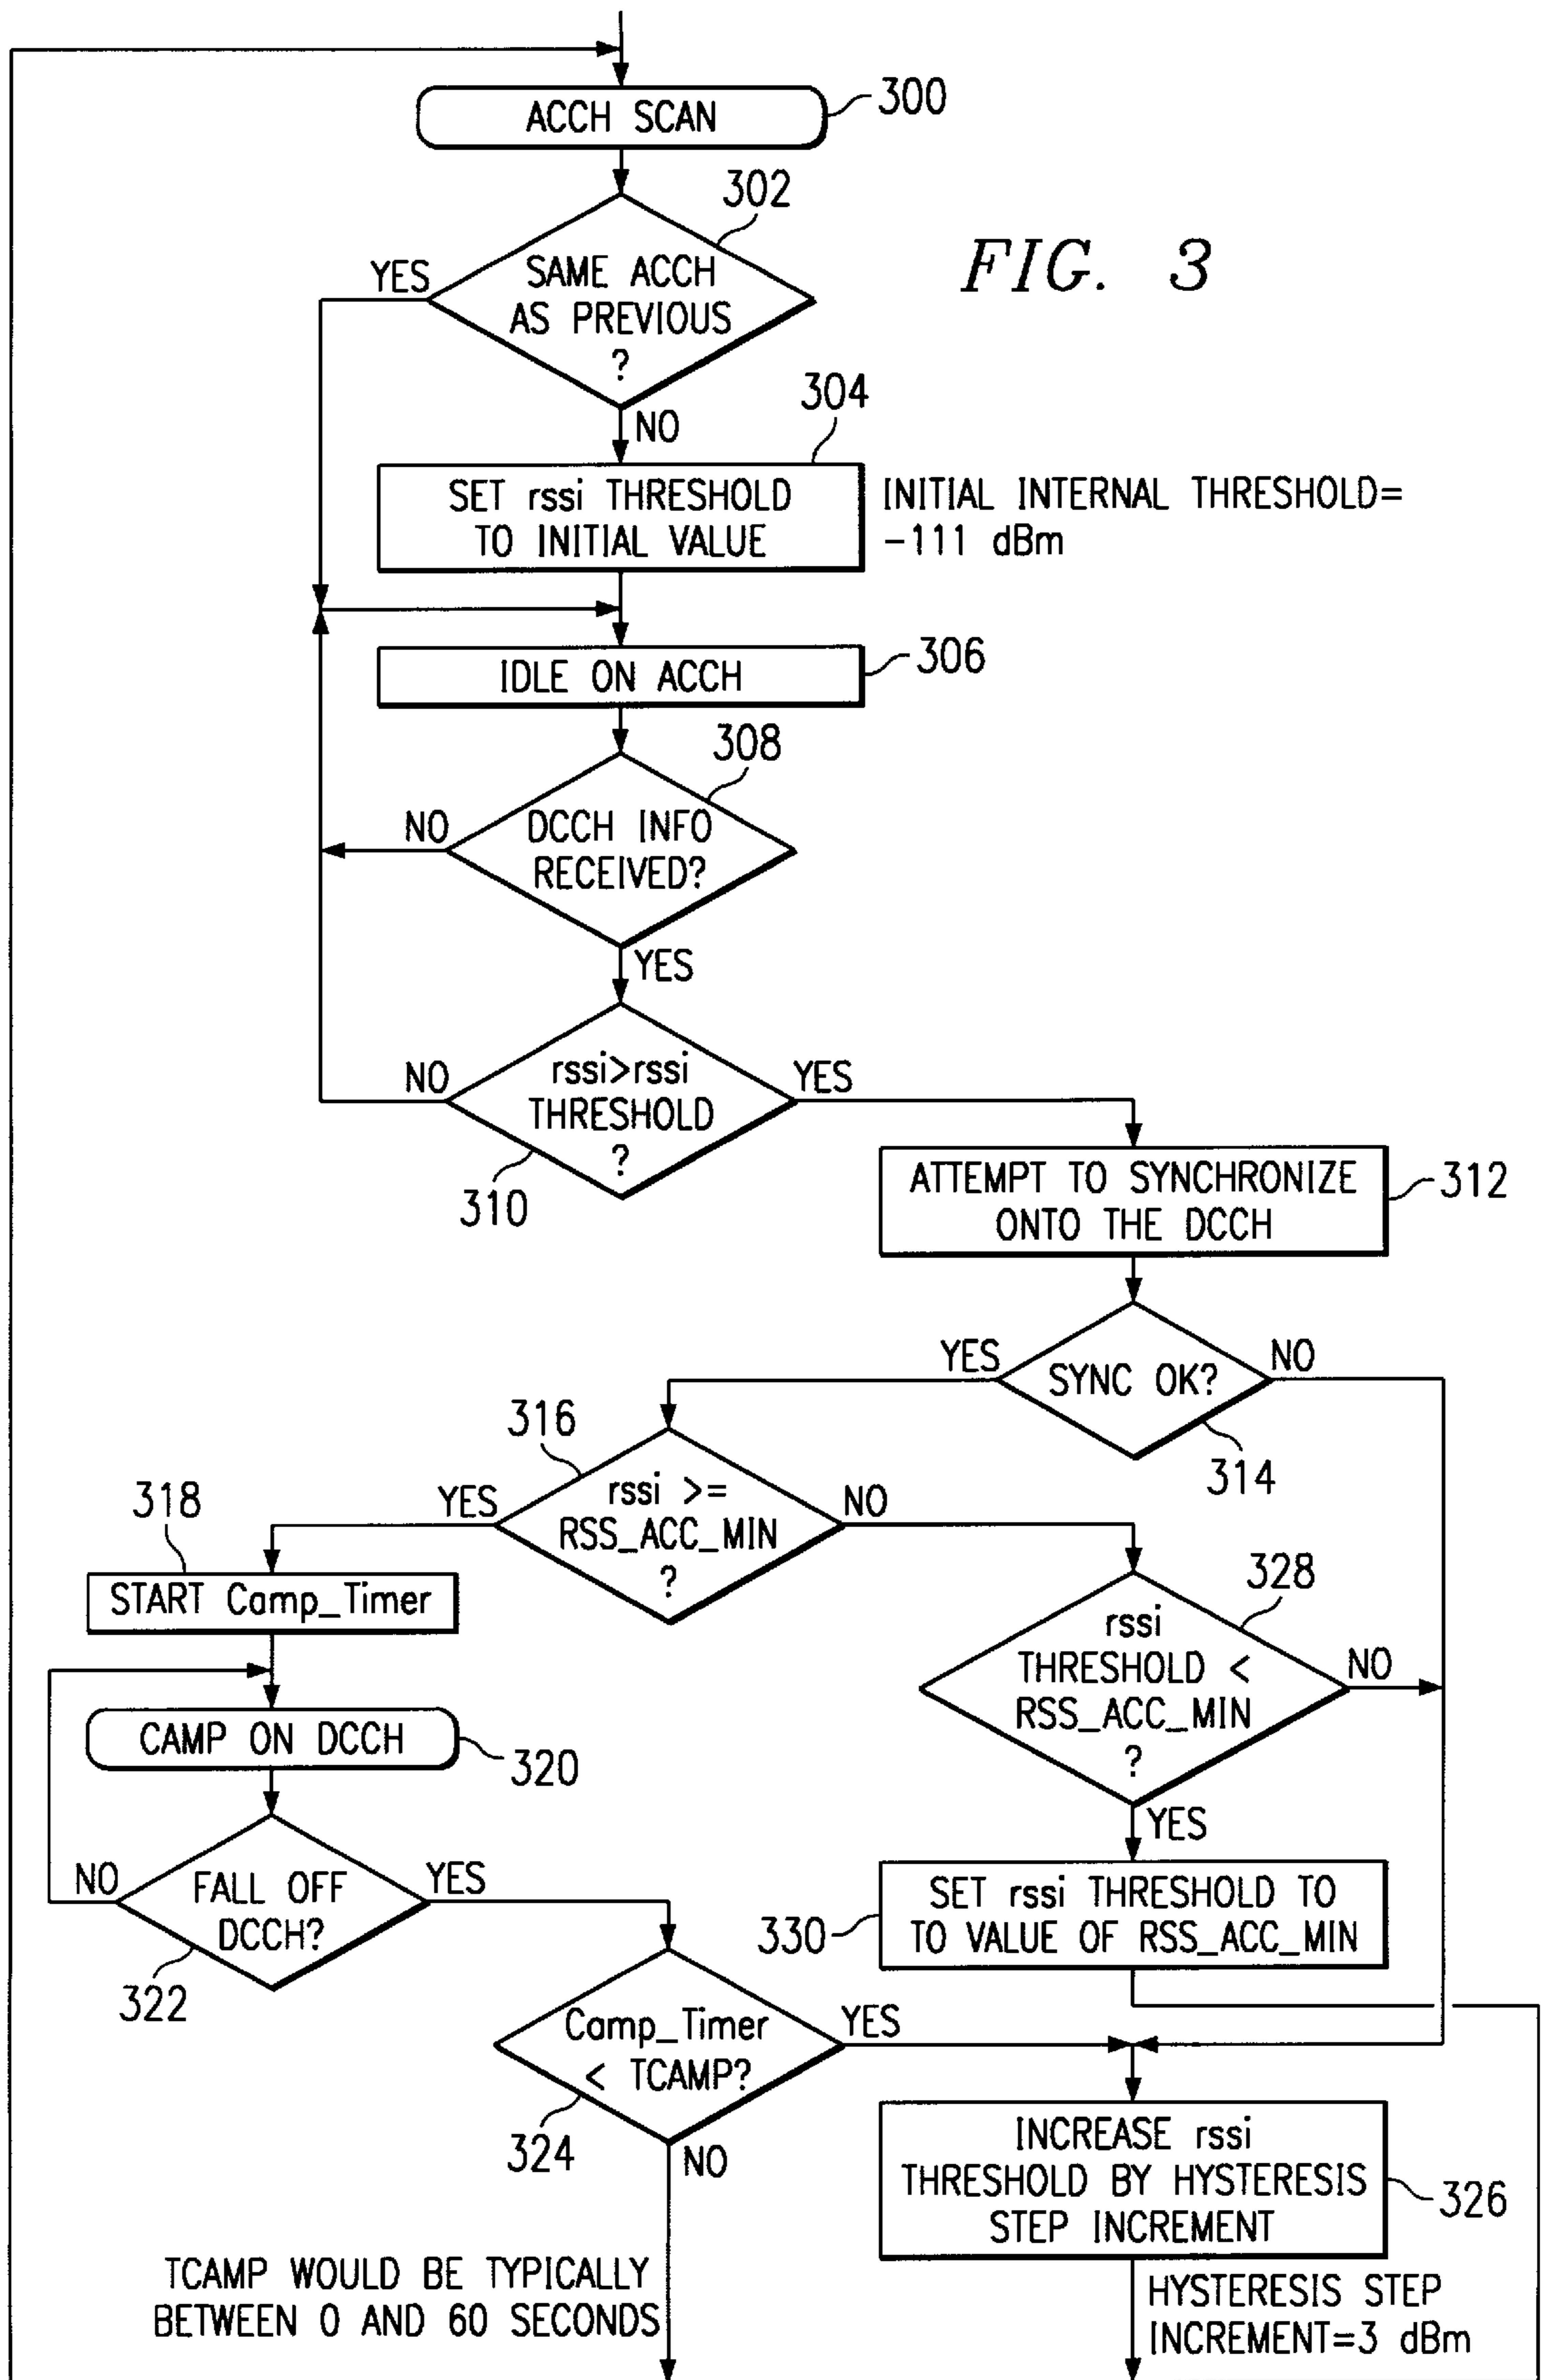 300
ACCH SCAN
302
FIG. 3
YES
SAME ACCH
AS PREVIOUS
?
304
NO
SET rssi THRESHOLD
TO INITIAL VALUE
INITIAL INTERNAL THRESHOLD=
-111 dBm
IDLE ON ACCH
306
308
NO
DCCH INFO
RECEIVED?
YES
NO
rssi>rssi
THRESHOLD
?
YES
310
ATTEMPT TO SYNCHRONIZE
ONTO THE DCCH
312
YES
SYNC OK?
NO
314
316
YES
rssi >=
RSS_ACC_MIN
?
NO
318
START Camp_Timer
328
rssi
THRESHOLD <
RSS_ACC_MIN
?
NO
CAMP ON DCCH
320
YES
NO
FALL OFF
DCCH?
YES
322
SET rssi THRESHOLD TO
TO VALUE OF RSS_ACC_MIN
330
Camp_Timer
< TCAMP?
YES
324
NO
INCREASE rssi
THRESHOLD BY HYSTERESIS
STEP INCREMENT
326
TCAMP WOULD BE TYPICALLY
BETWEEN 0 AND 60 SECONDS
HYSTERESIS STEP
INCREMENT=3 dBm